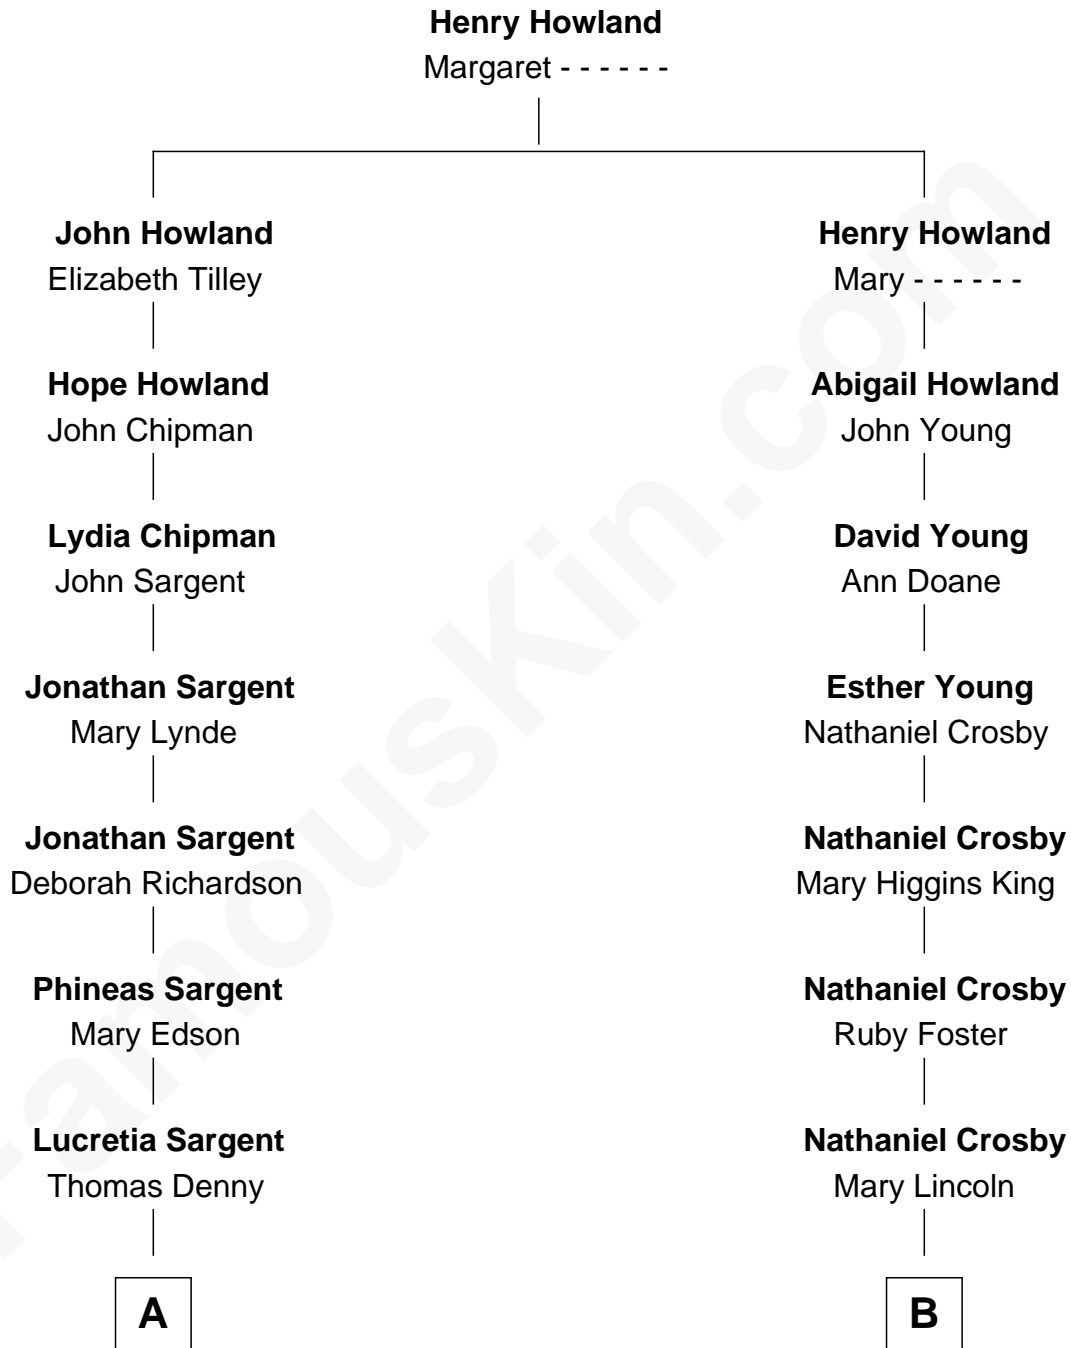 Henry Howland
Margaret - - - - - -
John Howland
Elizabeth Tilley
Henry Howland
Mary - - - - - -
Hope Howland
John Chipman
Abigail Howland
John Young
Lydia Chipman
John Sargent
David Young
Ann Doane
Jonathan Sargent
Mary Lynde
Esther Young
Nathaniel Crosby
Jonathan Sargent
Deborah Richardson
Nathaniel Crosby
Mary Higgins King
Phineas Sargent
Mary Edson
Nathaniel Crosby
Ruby Foster
Lucretia Sargent
Thomas Denny
Nathaniel Crosby
Mary Lincoln
A
B
FamousKin.com